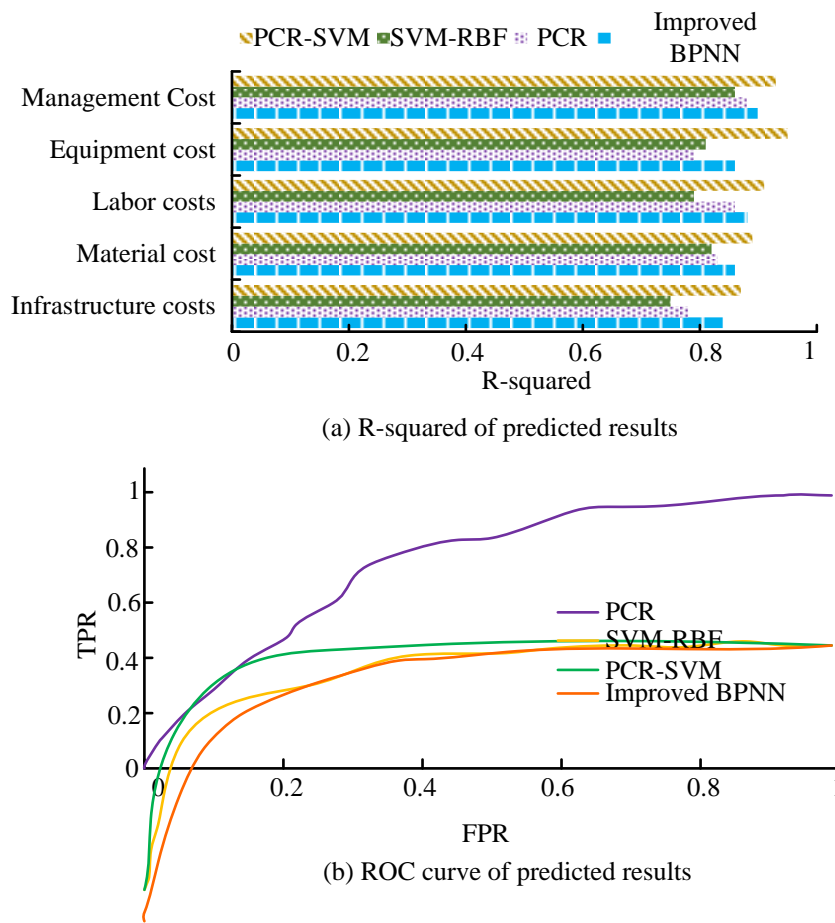 PCR-SVM SVM-RBF PCR Improved BPNN
Management Cost
Equipment cost
Labor costs
Material cost
Infrastructure costs
0 0.2 0.4 0.6 0.8 1
R-squared
(a) R-squared of predicted results
1
0.8
0.6
0.4
0.2
0
TPR
PCR
SVM-RBF
PCR-SVM
Improved BPNN
0 0.2 0.4 0.6 0.8 1
FPR
(b) ROC curve of predicted results